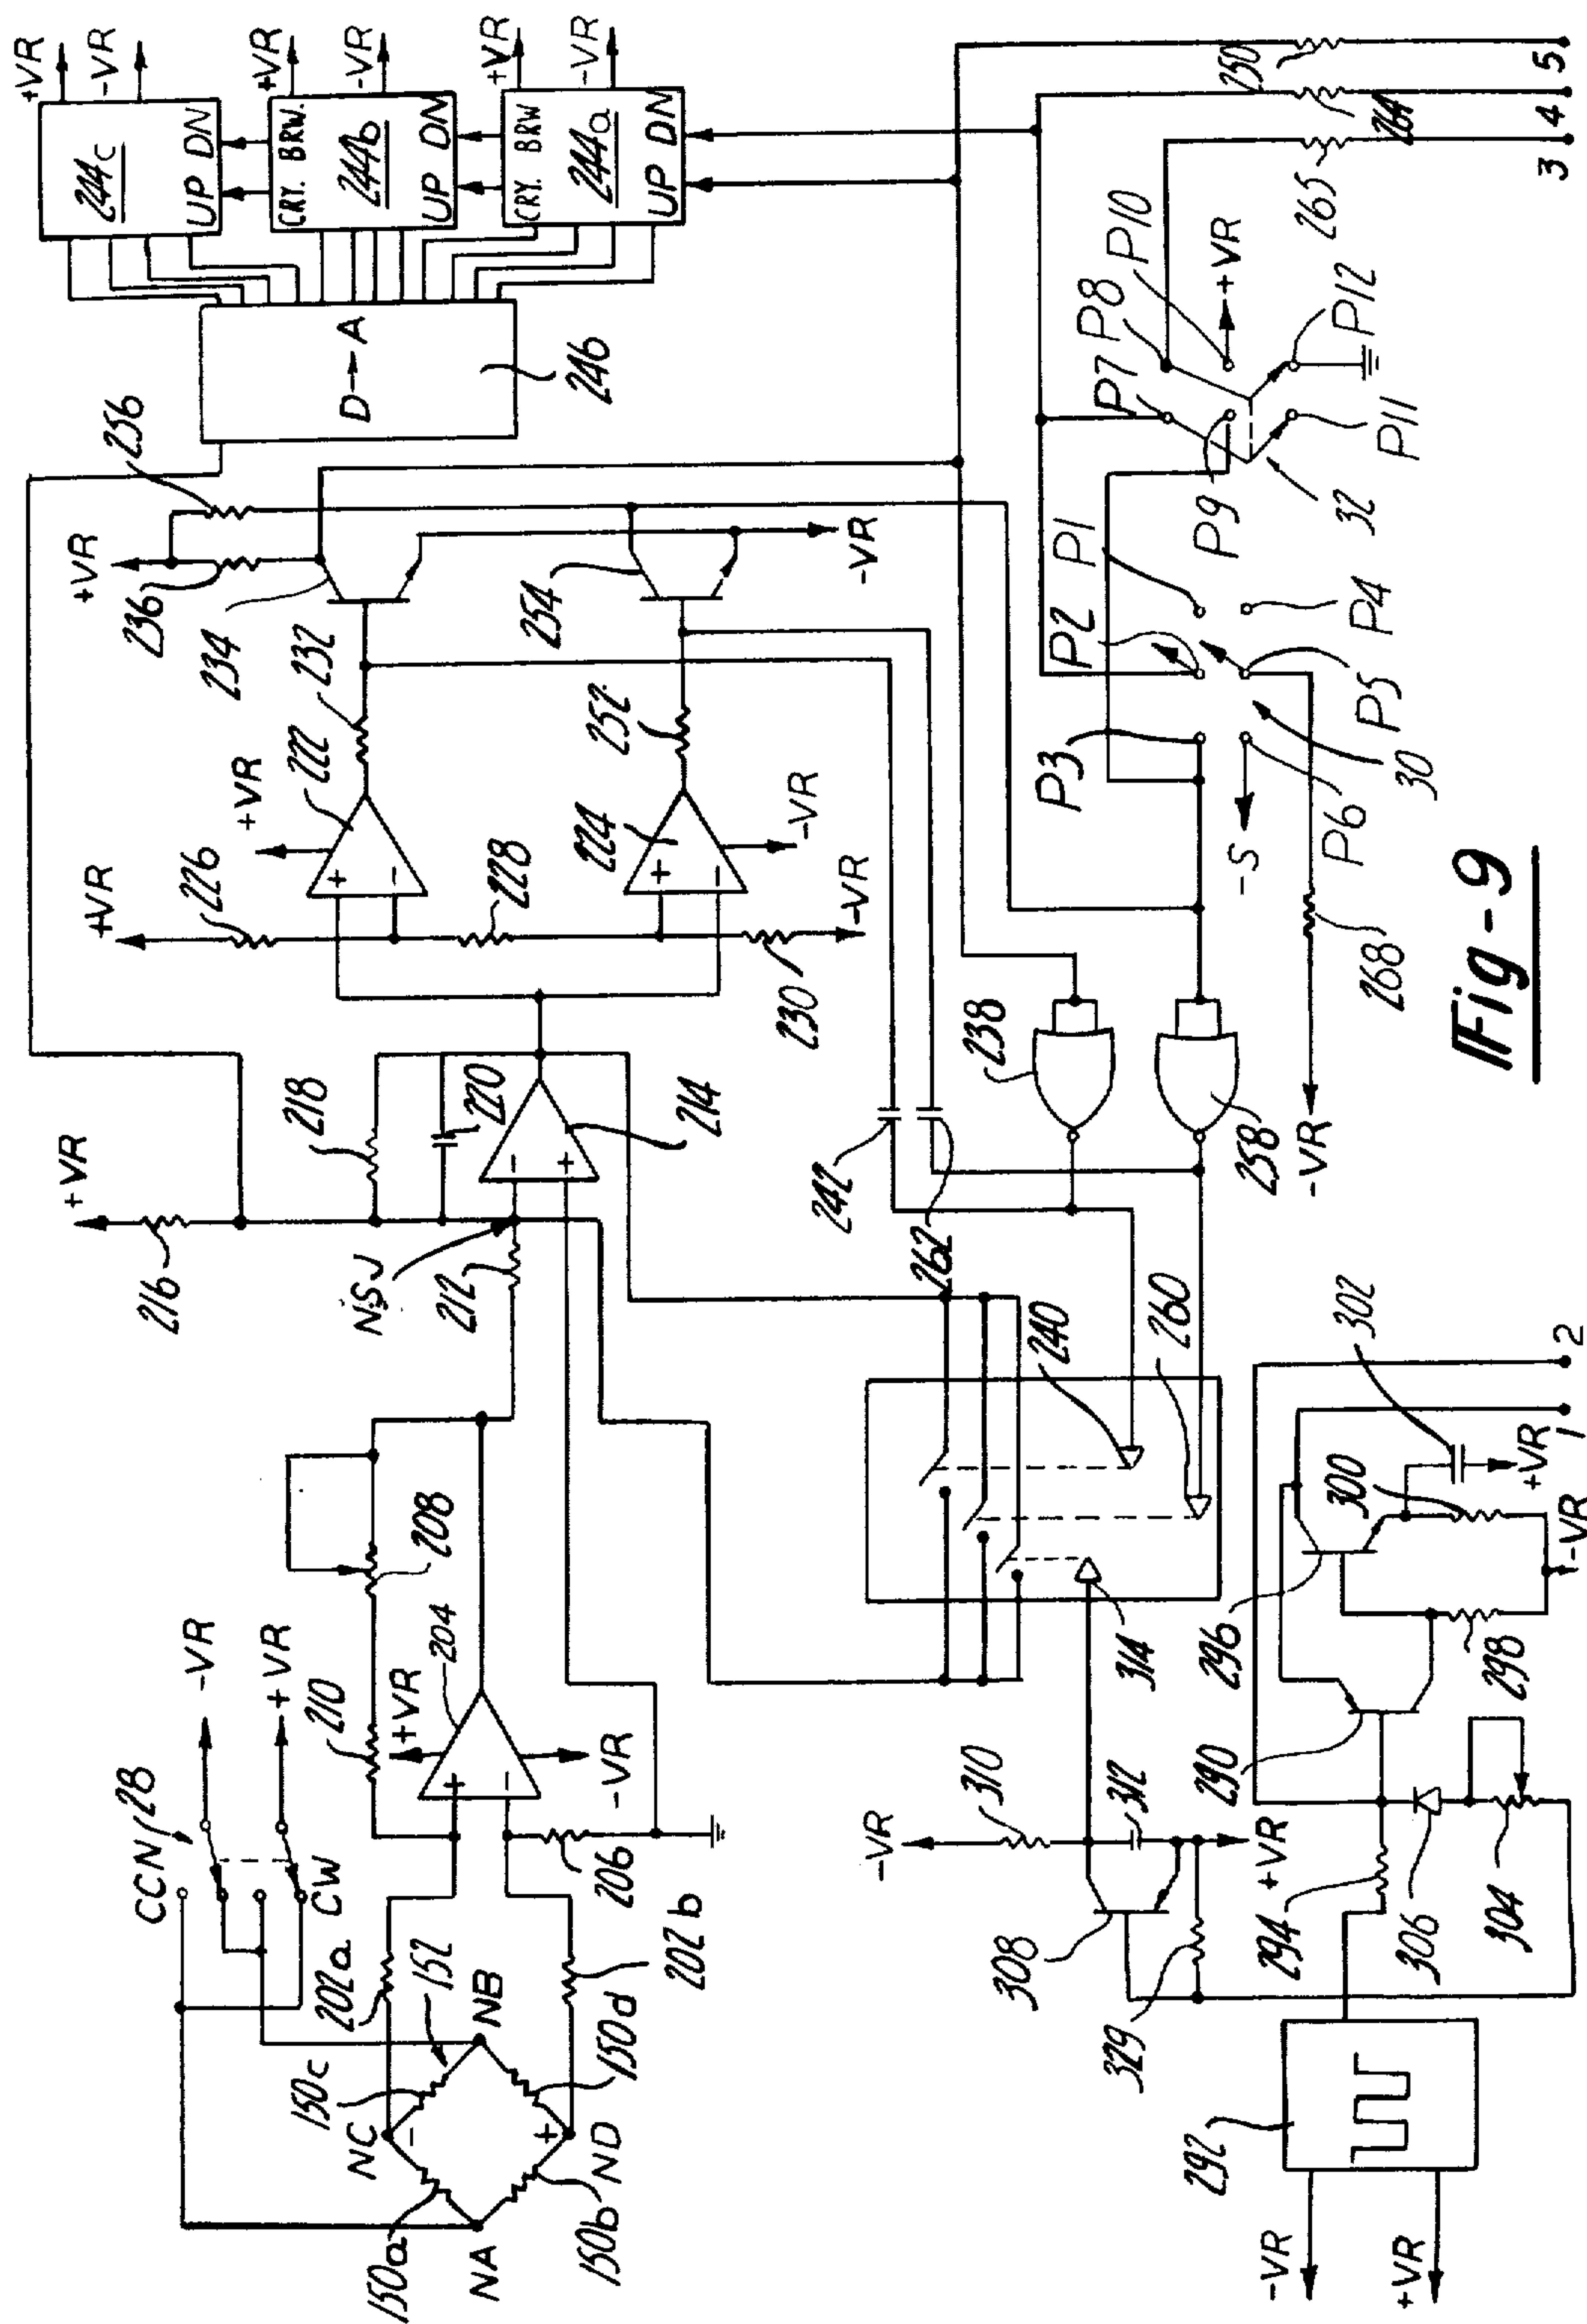 CCN
28
-VR
+VR
CW
210
208
+VR
204
-VR
202a
152
NB
150c
NC
-
+
ND
150d
202b
206
150a
NA
150b
+
-
+VR
216
218
220
NSJ
212
-
+
214
+VR
226
+VR
222
232
+
-
228
224
252
+
-
-VR
230
-VR
+VR
236
234
256
254
-VR
D→A
246
+VR
-VR
244c
UP DN
CRY. BRW.
+VR
-VR
244b
UP DN
CRY. BRW
+VR
-VR
244a
UP DN
242
262
238
258
240
260
314
-VR
310
312
308
329
+VR
292
-VR
+VR
294
306
304
290
296
298
300
302
+VR
-VR
1
2
P3
P2
P1
P9
P7
P8
P10
+VR
P12
P11
32
P4
P5
30
P6
-S
268
-VR
265
264
250
3
4
5
Fig-9